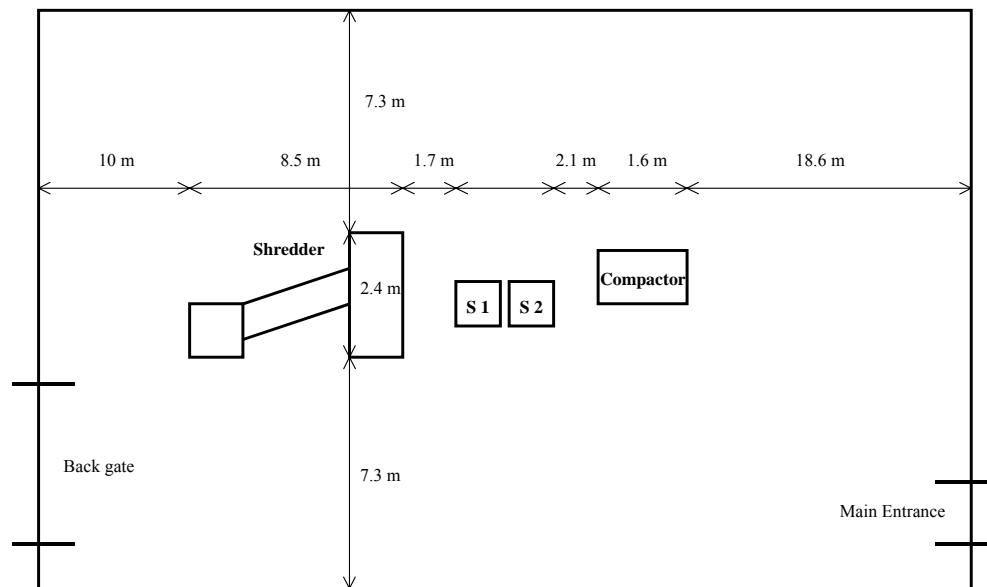 7.3 m
10 m
8.5 m
1.7 m
2.1 m
1.6 m
18.6 m
Shredder
2.4 m
S 1
S 2
Compactor
Back gate
7.3 m
Main Entrance